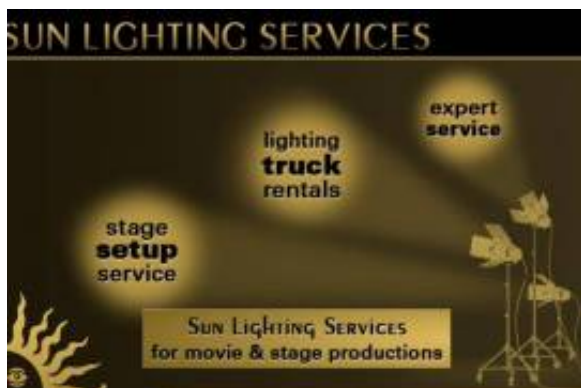 SUN LIGHTING SERVICES
expert
service
lighting
truck
rentals
stage
setup
service
Sun Lighting Services
for movie & stage productions